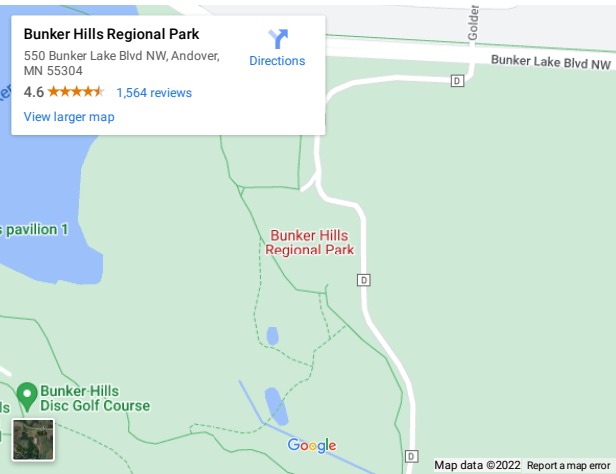 Bunker Hills Regional Park
550 Bunker Lake Blvd NW, Andover,
MN 55304
4.6
1,564 reviews
View larger map
Directions
Golden
Bunker Lake Blvd NW
D
s pavilion 1
Bunker Hills
Regional Park
D
Bunker Hills
Disc Golf Course
ls
Google
D
Map data ©2022
Report a map error